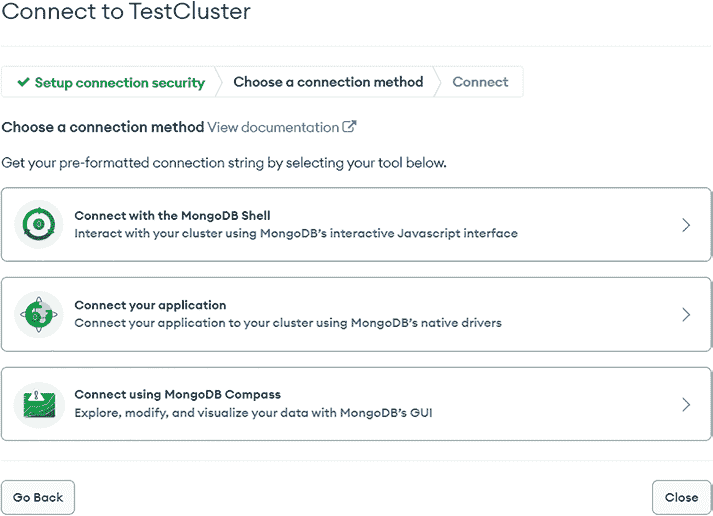 Connect to TestCluster
Setup connection security Choose a connection method Connect
Choose a connection method View documentation
Get your pre-formatted connection string by selecting your tool below.
Connect with the MongoDB Shell
Interact with your cluster using MongoDB's interactive Javascript interface
Connect your application
Connect your application to your cluster using MongoDB's native drivers
Connect using MongoDB Compass
Explore, modify, and visualize your data with MongoDB's GUI
Go Back Close